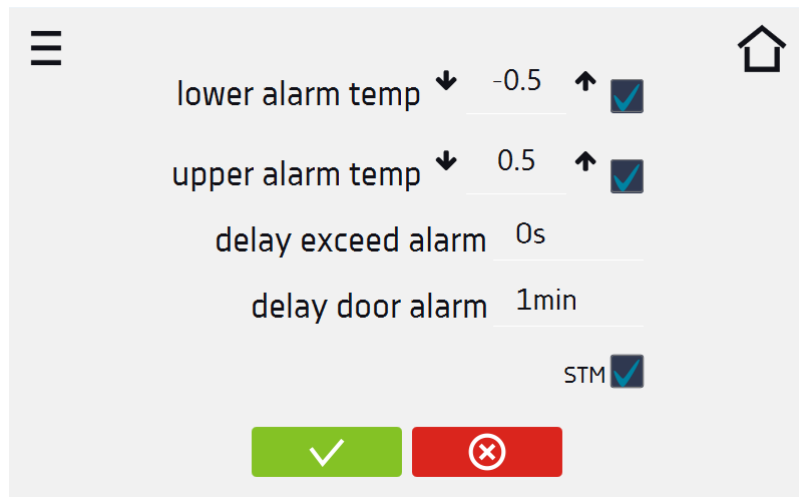 lower alarm temp -0.5
upper alarm temp 0.5
delay exceed alarm 0s
delay door alarm 1min
STM